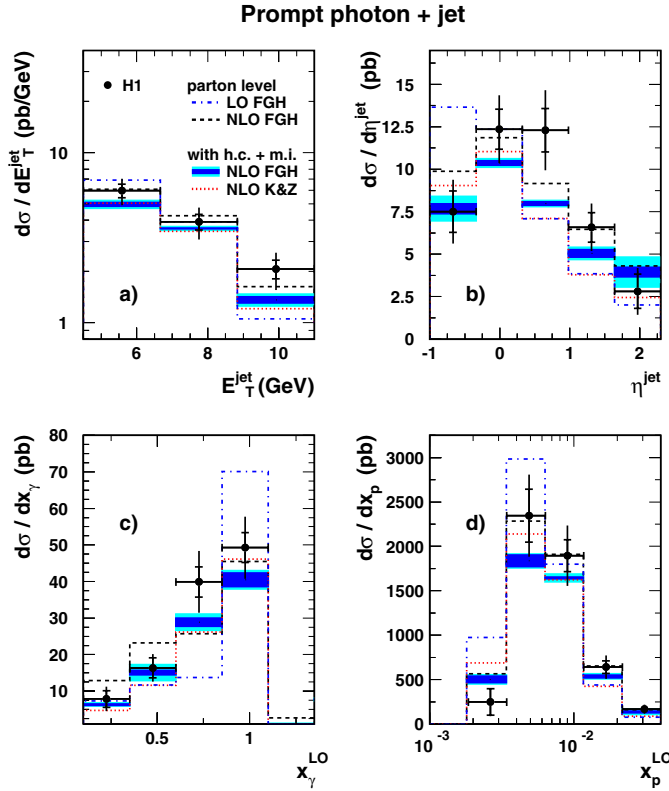 Prompt photon + jet
dσ / dE_T^jet (pb/GeV)
H1
parton level
LO FGH
NLO FGH
with h.c. + m.i.
NLO FGH
NLO K&Z
10
1
a)
6 8 10
E_T^jet (GeV)
dσ / dη^jet (pb)
17.5
15
12.5
10
7.5
5
2.5
0
b)
-1 0 1 2
η^jet
dσ / dx_γ (pb)
80
70
60
50
40
30
20
10
c)
0.5 1
x_γ^LO
dσ / dx_p (pb)
3000
2500
2000
1500
1000
500
0
d)
10^-3 10^-2
x_p^LO